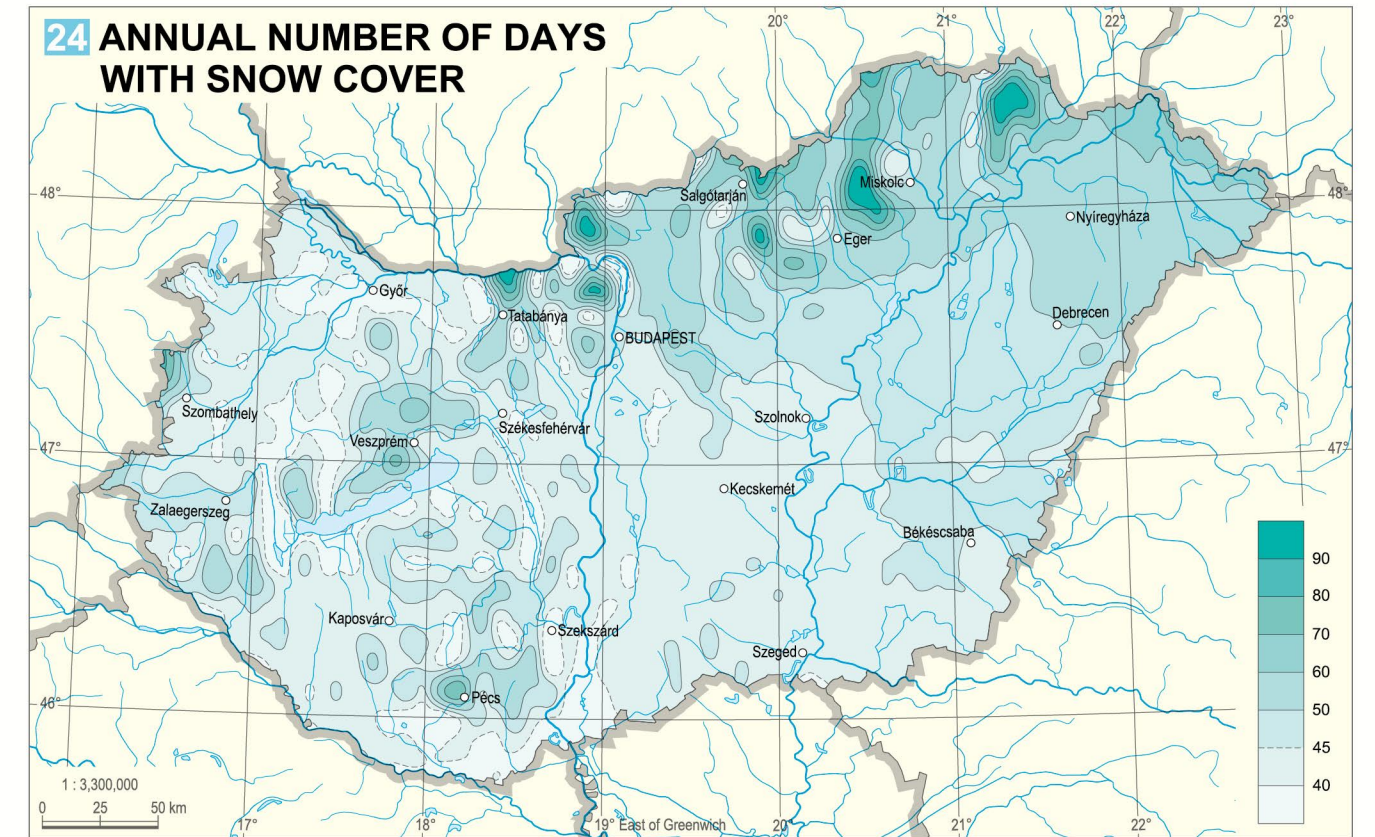 24 ANNUAL NUMBER OF DAYS
WITH SNOW COVER
20°
21°
22°
23°
48°
48°
Salgótarján
Miskolc
Nyíregyháza
Eger
Győr
Tatabánya
Debrecen
BUDAPEST
Szombathely
Székesfehérvár
Szolnok
Veszprém
47°
47°
Kecskemét
Zalaegerszeg
Békéscsaba
Kaposvár
Szekszárd
Szeged
Pécs
46°
90
80
70
60
50
45
40
1 : 3,300,000
0 25 50 km
17°
18°
19° East of Greenwich
20°
21°
22°